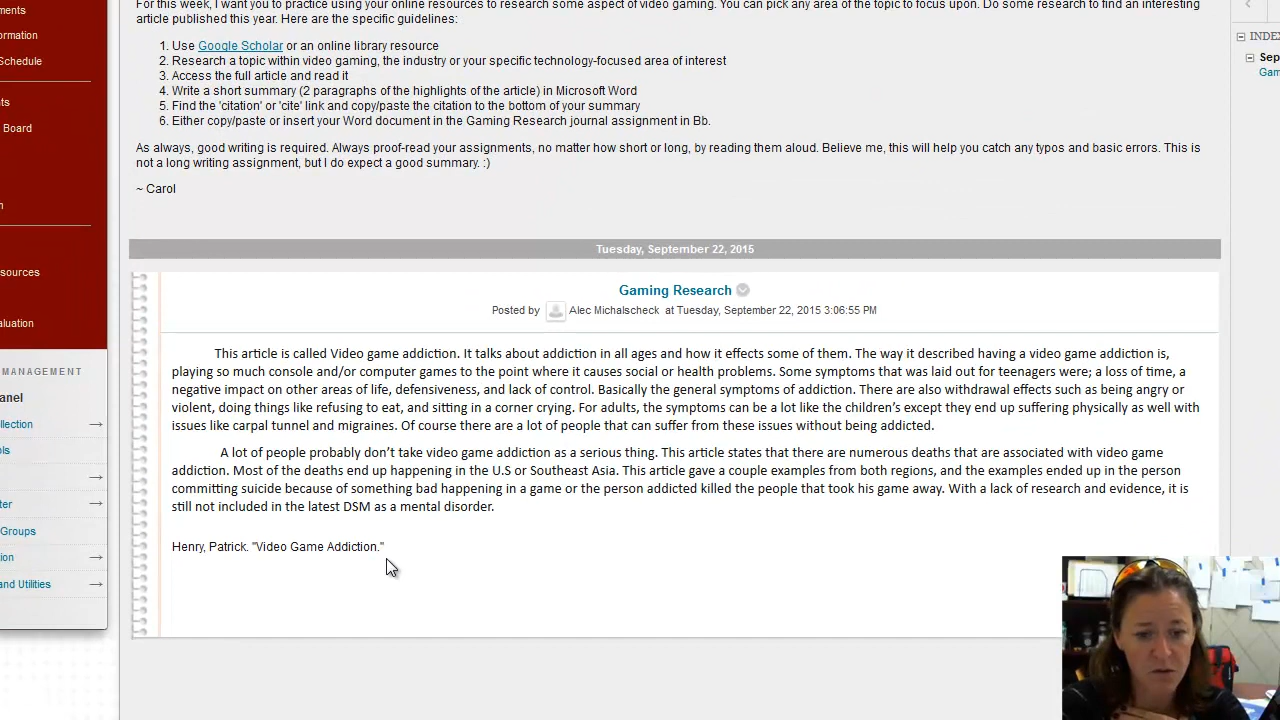 For this week, I want you to practice using your online resources to research some aspect of video gaming. You can pick any area of the topic to focus upon. Do some research to find an interesting
article published this year. Here are the specific guidelines:
1. Use Google Scholar or an online library resource
2. Research a topic within video gaming, the industry or your specific technology-focused area of interest
3. Access the full article and read it
4. Write a short summary (2 paragraphs of the highlights of the article) in Microsoft Word
5. Find the 'citation' or 'cite' link and copy/paste the citation to the bottom of your summary
6. Either copy/paste or insert your Word document in the Gaming Research journal assignment in Bb.
As always, good writing is required. Always proof-read your assignments, no matter how short or long, by reading them aloud. Believe me, this will help you catch any typos and basic errors. This is
not a long writing assignment, but I do expect a good summary. :)
~ Carol
Tuesday, September 22, 2015
Gaming Research
Posted by Alec Michalscheck at Tuesday, September 22, 2015 3:06:55 PM
This article is called Video game addiction. It talks about addiction in all ages and how it effects some of them. The way it described having a video game addiction is,
playing so much console and/or computer games to the point where it causes social or health problems. Some symptoms that was laid out for teenagers were; a loss of time, a
negative impact on other areas of life, defensiveness, and lack of control. Basically the general symptoms of addiction. There are also withdrawal effects such as being angry or
violent, doing things like refusing to eat, and sitting in a corner crying. For adults, the symptoms can be a lot like the children's except they end up suffering physically as well with
issues like carpal tunnel and migraines. Of course there are a lot of people that can suffer from these issues without being addicted.
A lot of people probably don't take video game addiction as a serious thing. This article states that there are numerous deaths that are associated with video game
addiction. Most of the deaths end up happening in the U.S or Southeast Asia. This article gave a couple examples from both regions, and the examples ended up in the person
committing suicide because of something bad happening in a game or the person addicted killed the people that took his game away. With a lack of research and evidence, it is
still not included in the latest DSM as a mental disorder.
Henry, Patrick. "Video Game Addiction."
ments
ormation
Schedule
ts
Board
n
sources
aluation
MANAGEMENT
anel
llection
ols
ter
Groups
tion
and Utilities
INDEX
Sep
Gam